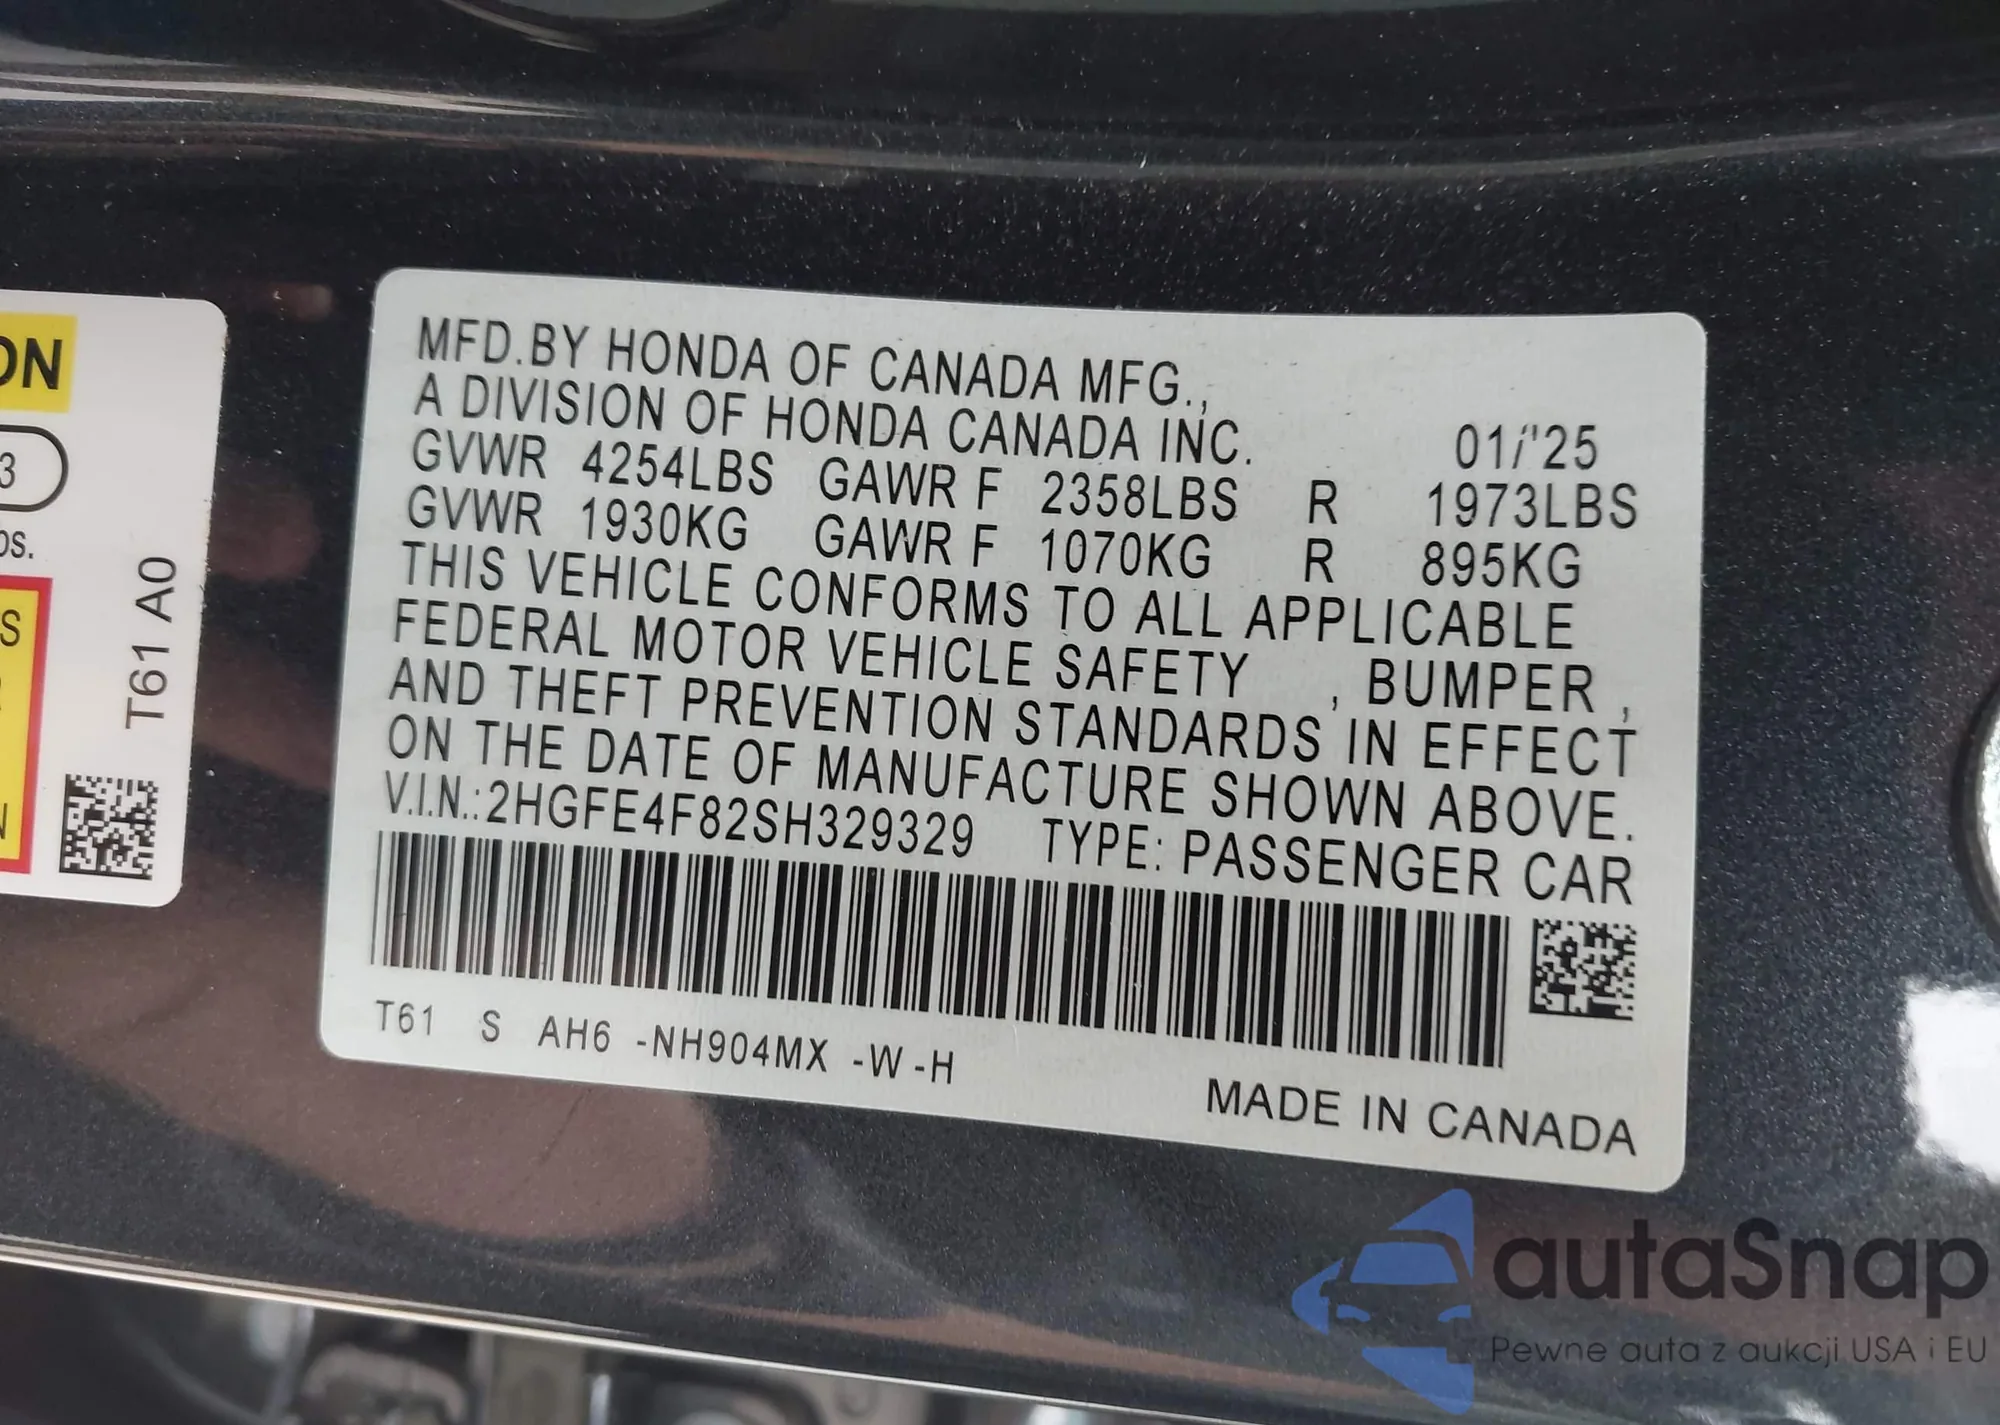 ON
3
os.
S
N
T61 A0
MFD.BY HONDA OF CANADA MFG.,
A DIVISION OF HONDA CANADA INC. 01/'25
GVWR 4254LBS GAWR F 2358LBS R 1973LBS
GVWR 1930KG GAWR F 1070KG R 895KG
THIS VEHICLE CONFORMS TO ALL APPLICABLE
FEDERAL MOTOR VEHICLE SAFETY , BUMPER ,
AND THEFT PREVENTION STANDARDS IN EFFECT
ON THE DATE OF MANUFACTURE SHOWN ABOVE.
V.I.N.:2HGFE4F82SH329329 TYPE: PASSENGER CAR
T61 S AH6 -NH904MX -W -H
MADE IN CANADA
autaSnap
Pewne auta z aukcji USA i EU